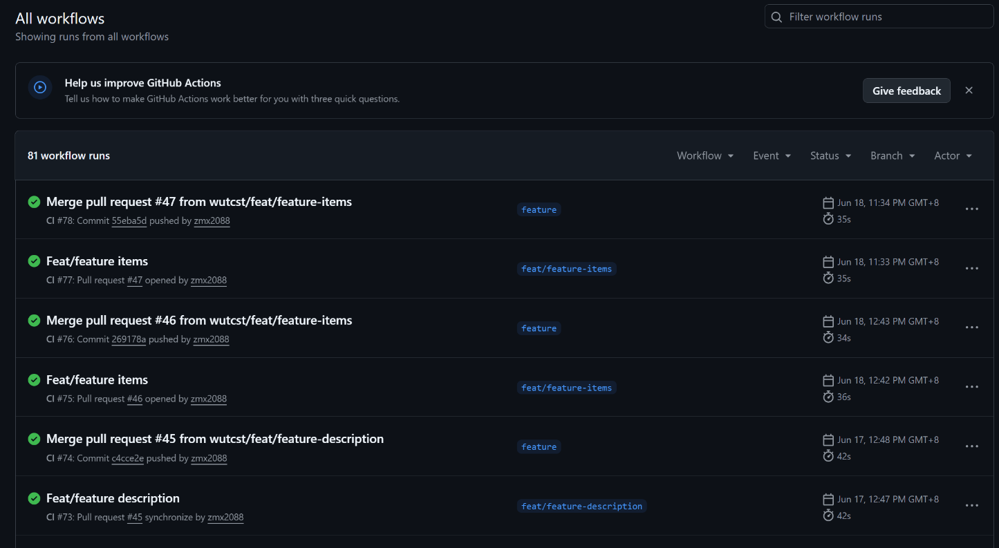 All workflows
Showing runs from all workflows
Filter workflow runs
Help us improve GitHub Actions
Tell us how to make GitHub Actions work better for you with three quick questions.
Give feedback
81 workflow runs
Workflow
Event
Status
Branch
Actor
Merge pull request #47 from wutcst/feat/feature-items
CI #78: Commit 55eba5d pushed by zmx2088
feature
Jun 18, 11:34 PM GMT+8
35s
Feat/feature items
CI #77: Pull request #47 opened by zmx2088
feat/feature-items
Jun 18, 11:33 PM GMT+8
35s
Merge pull request #46 from wutcst/feat/feature-items
CI #76: Commit 269178a pushed by zmx2088
feature
Jun 18, 12:43 PM GMT+8
34s
Feat/feature items
CI #75: Pull request #46 opened by zmx2088
feat/feature-items
Jun 18, 12:42 PM GMT+8
36s
Merge pull request #45 from wutcst/feat/feature-description
CI #74: Commit c4cce2e pushed by zmx2088
feature
Jun 17, 12:48 PM GMT+8
42s
Feat/feature description
CI #73: Pull request #45 synchronize by zmx2088
feat/feature-description
Jun 17, 12:47 PM GMT+8
42s